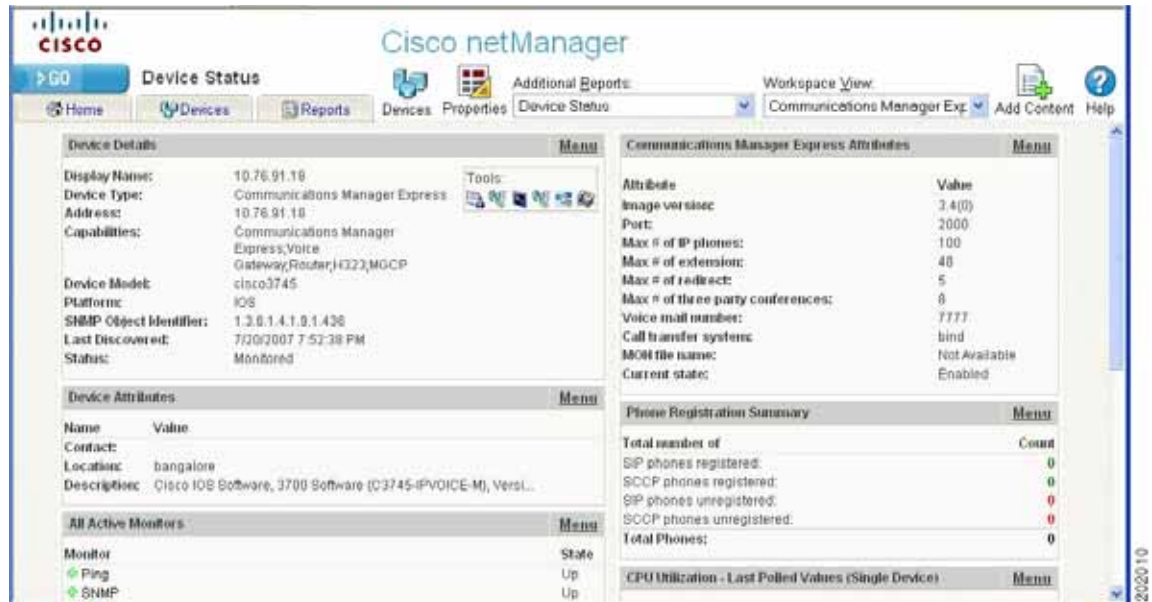 CISCO
Cisco netManager
GO
Device Status
Additional Reports:
Workspace View:
Home
Devices
Reports
Devices
Properties
Device Status
Communications Manager Exp
Add Content
Help
Device Details Menu
Display Name: 10.76.91.18
Device Type: Communications Manager Express
Address: 10.76.91.18
Capabilities: Communications Manager
Express;Voice
Gateway;Router;H323;MGCP
Device Model: cisco3745
Platform: IOS
SNMP Object Identifier: 1.3.6.1.4.1.9.1.436
Last Discovered: 7/20/2007 7:52:38 PM
Status: Monitored
Tools:
Device Attributes Menu
Name Value
Contact:
Location: bangalore
Description: Cisco IOS Software, 3700 Software (C3745-IPVOICE-M), Versi...
All Active Monitors Menu
Monitor State
Ping Up
SNMP Up
Communications Manager Express Attributes Menu
Attribute Value
Image version: 3.4(0)
Port: 2000
Max # of IP phones: 100
Max # of extension: 48
Max # of redirect: 5
Max # of three party conferences: 8
Voice mail number: 7777
Call transfer system: bind
MOH file name: Not Available
Current state: Enabled
Phone Registration Summary Menu
Total number of Count
SIP phones registered: 0
SCCP phones registered: 0
SIP phones unregistered: 0
SCCP phones unregistered: 0
Total Phones: 0
CPU Utilization - Last Polled Values (Single Device) Menu
202010